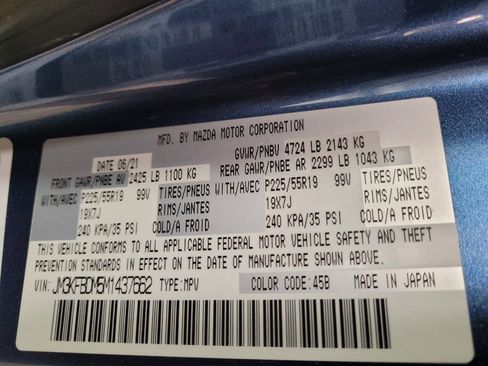 MFD. BY MAZDA MOTOR CORPORATION
DATE 06/21 GVWR/PNBV 4724 LB 2143 KG
FRONT GAWR/PNBE AV 2425 LB 1100 KG REAR GAWR/PNBE AR 2299 LB 1043 KG
WITH/AVEC P225/55R19 99V TIRES/PNEUS WITH/AVEC P225/55R19 99V TIRES/PNEUS
19X7J RIMS/JANTES 19X7J RIMS/JANTES
240 KPA/35 PSI COLD/A FROID 240 KPA/35 PSI COLD/A FROID
THIS VEHICLE CONFORMS TO ALL APPLICABLE FEDERAL MOTOR VEHICLE SAFETY AND THEFT
PREVENTION STANDARDS IN EFFECT ON THE DATE OF MANUFACTURE SHOWN ABOVE.
VIN: JM3KFBDM5M1437662 TYPE: MPV COLOR CODE: 45B MADE IN JAPAN